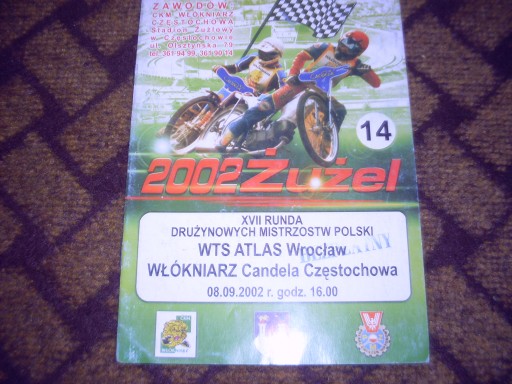 ZAWODÓW
CKM WŁÓKNIARZ
CZĘSTOCHOWA
Stadion Żużlowy
w Częstochowie
ul. Olsztyńska
14
2002 Żużel
XVII RUNDA
DRUŻYNOWYCH MISTRZOSTW POLSKI
WTS ATLAS Wrocław
WŁÓKNIARZ Candela Częstochowa
08.09.2002 r. godz. 16.00